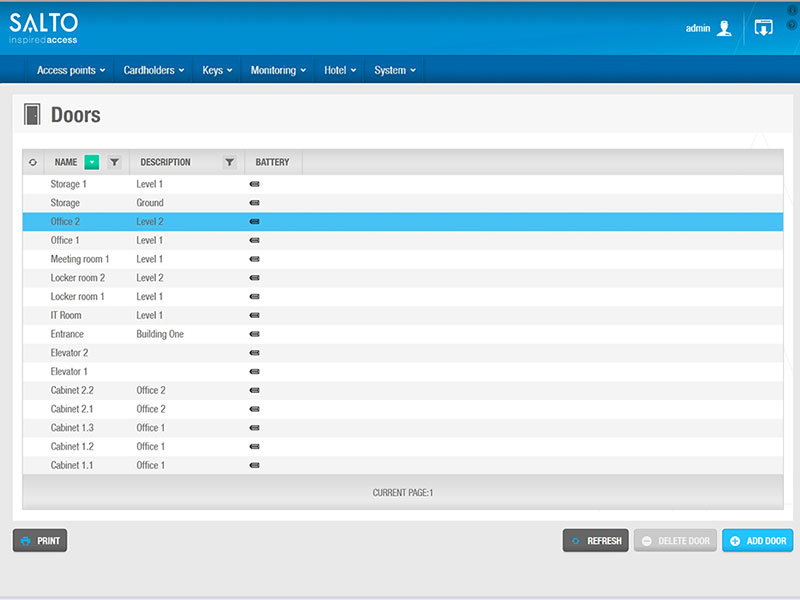 SALTO
inspiredaccess
admin
Access points Cardholders Keys Monitoring Hotel System
Doors
NAME DESCRIPTION BATTERY
Storage 1 Level 1
Storage Ground
Office 2 Level 2
Office 1 Level 1
Meeting room 1 Level 1
Locker room 2 Level 2
Locker room 1 Level 1
IT Room Level 1
Entrance Building One
Elevator 2
Elevator 1
Cabinet 2.2 Office 2
Cabinet 2.1 Office 2
Cabinet 1.3 Office 1
Cabinet 1.2 Office 1
Cabinet 1.1 Office 1
CURRENT PAGE:1
PRINT REFRESH DELETE DOOR ADD DOOR